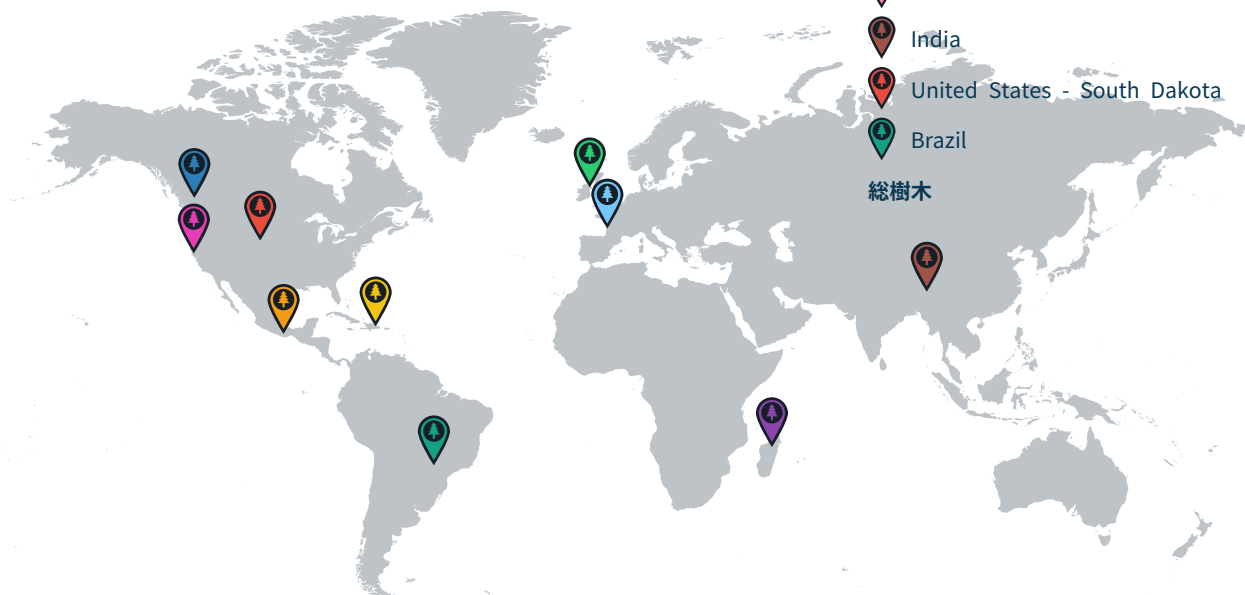 India
United States - South Dakota
Brazil
総樹木